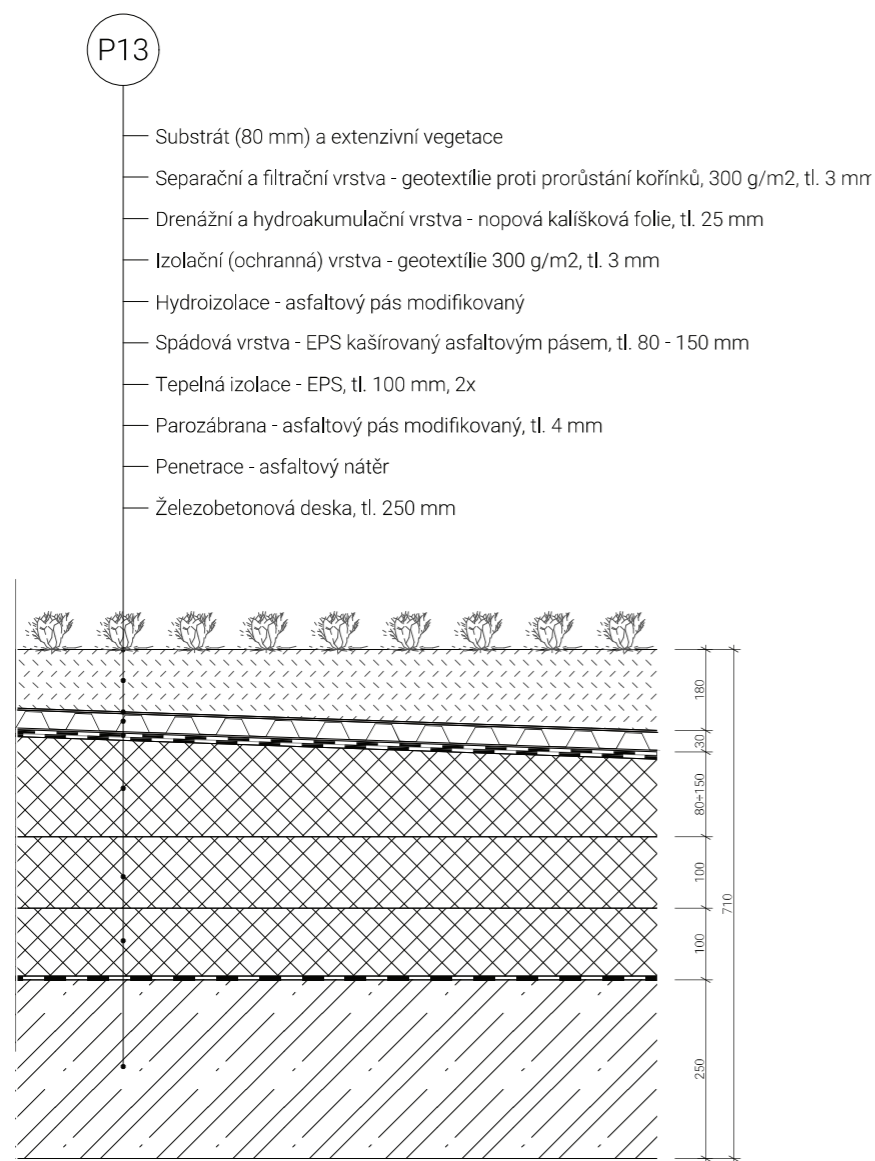 P13
Substrát (80 mm) a extenzivní vegetace
Separační a filtrační vrstva - geotextílie proti prorůstání kořínků, 300 g/m2, tl. 3 mm
Drenážní a hydroakumulační vrstva - nopová kalíšková folie, tl. 25 mm
Izolační (ochranná) vrstva - geotextílie 300 g/m2, tl. 3 mm
Hydroizolace - asfaltový pás modifikovaný
Spádová vrstva - EPS kašírovaný asfaltovým pásem, tl. 80 - 150 mm
Tepelná izolace - EPS, tl. 100 mm, 2x
Parozábrana - asfaltový pás modifikovaný, tl. 4 mm
Penetrace - asfaltový nátěr
Železobetonová deska, tl. 250 mm
180
30
80÷150
100
100
250
710